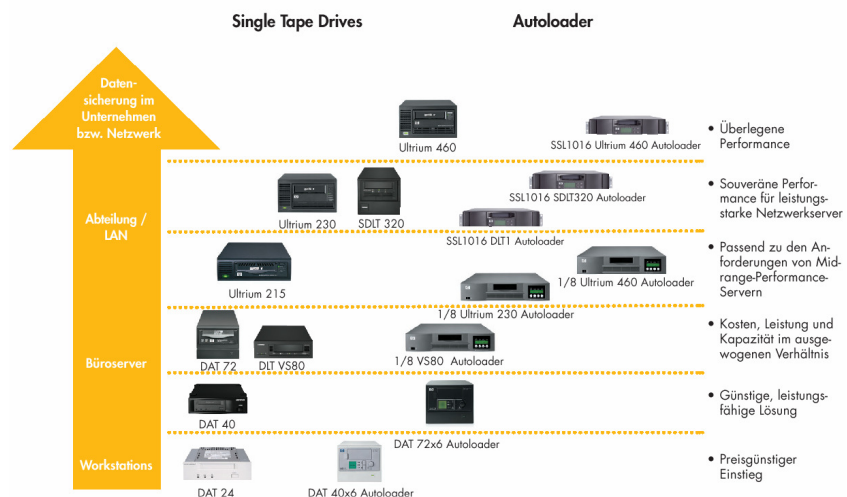 Single Tape Drives
Autoloader
Daten-
sicherung im
Unternehmen
bzw. Netzwerk
Ultrium 460
SSL1016 Ultrium 460 Autoloader
• Überlegene
Performance
Abteilung /
LAN
Ultrium 230
SDLT 320
SSL1016 SDLT320 Autoloader
SSL1016 DLT1 Autoloader
• Souveräne Perfor-
mance für leistungs-
starke Netzwerkserver
Ultrium 215
1/8 Ultrium 460 Autoloader
1/8 Ultrium 230 Autoloader
• Passend zu den An-
forderungen von Mid-
range-Performance-
Servern
Büroserver
DAT 72
DLT VS80
1/8 VS80 Autoloader
• Kosten, Leistung und
Kapazität im ausge-
wogenen Verhältnis
DAT 40
DAT 72x6 Autoloader
• Günstige, leistungs-
fähige Lösung
Workstations
DAT 24
DAT 40x6 Autoloader
• Preisgünstiger
Einstieg